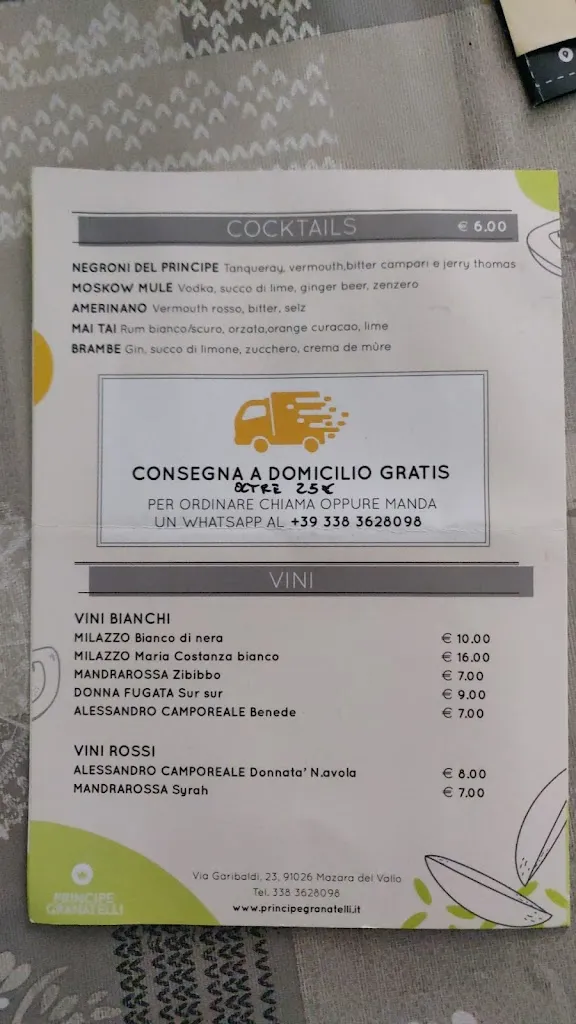 COCKTAILS € 6.00
NEGRONI DEL PRINCIPE Tanqueray, vermouth,bitter campari e jerry thomas
MOSKOW MULE Vodka, succo di lime, ginger beer, zenzero
AMERINANO Vermouth rosso, bitter, selz
MAI TAI Rum bianco/scuro, orzata,orange curacao, lime
BRAMBE Gin, succo di limone, zucchero, crema de mûre
CONSEGNA A DOMICILIO GRATIS
OLTRE 25€
PER ORDINARE CHIAMA OPPURE MANDA
UN WHATSAPP AL +39 338 3628098
VINI
VINI BIANCHI
MILAZZO Bianco di nera € 10.00
MILAZZO Maria Costanza bianco € 16.00
MANDRAROSSA Zibibbo € 7.00
DONNA FUGATA Sur sur € 9.00
ALESSANDRO CAMPOREALE Benede € 7.00
VINI ROSSI
ALESSANDRO CAMPOREALE Donnata' N.avola € 8.00
MANDRAROSSA Syrah € 7.00
PRINCIPE
GRANATELLI
Via Garibaldi, 23, 91026 Mazara del Vallo
Tel. 338 3628098
www.principegranatelli.it